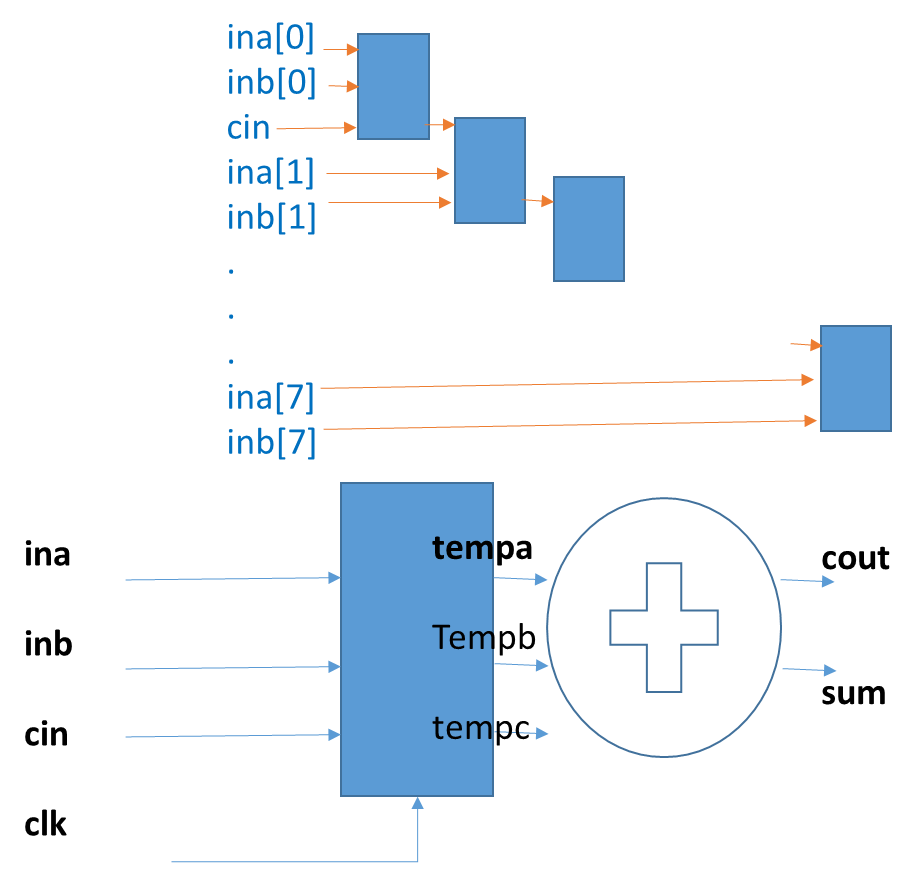 ina[0]
inb[0]
cin
ina[1]
inb[1]
.
.
.
ina[7]
inb[7]
ina
inb
cin
clk
tempa
Tempb
tempc
cout
sum